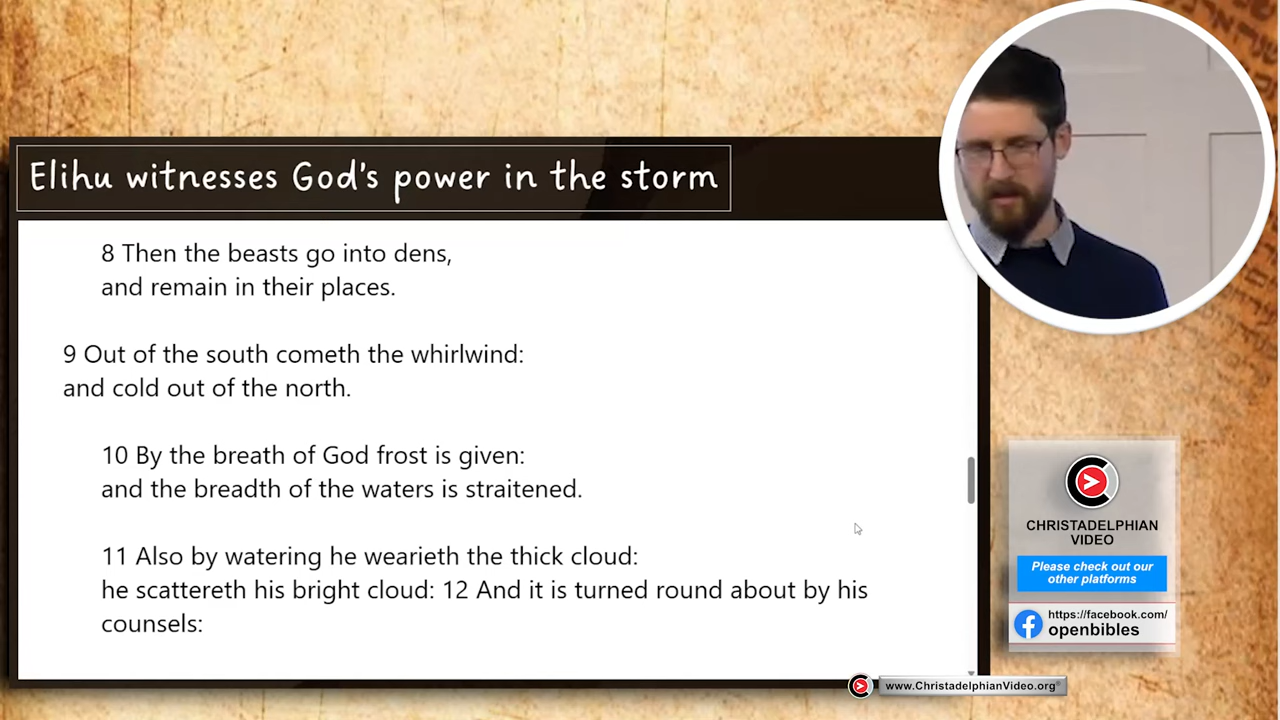 Elihu witnesses God's power in the storm
8 Then the beasts go into dens,
and remain in their places.
9 Out of the south cometh the whirlwind:
and cold out of the north.
10 By the breath of God frost is given:
and the breadth of the waters is straitened.
11 Also by watering he wearieth the thick cloud:
he scattereth his bright cloud: 12 And it is turned round about by his
counsels:
CHRISTADELPHIAN
VIDEO
Please check out our
other platforms
https://facebook.com/
openbibles
www.ChristadelphianVideo.org